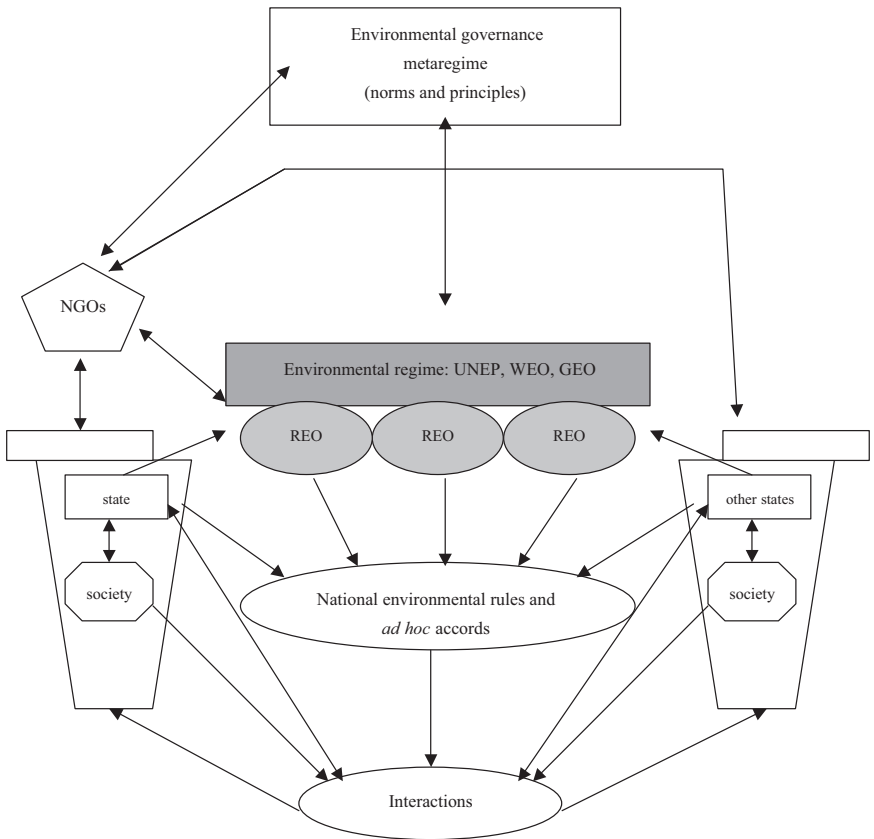 Environmental governance
metaregime
(norms and principles)
NGOs
Environmental regime: UNEP, WEO, GEO
REO
REO
REO
state
other states
society
society
National environmental rules and
ad hoc accords
Interactions